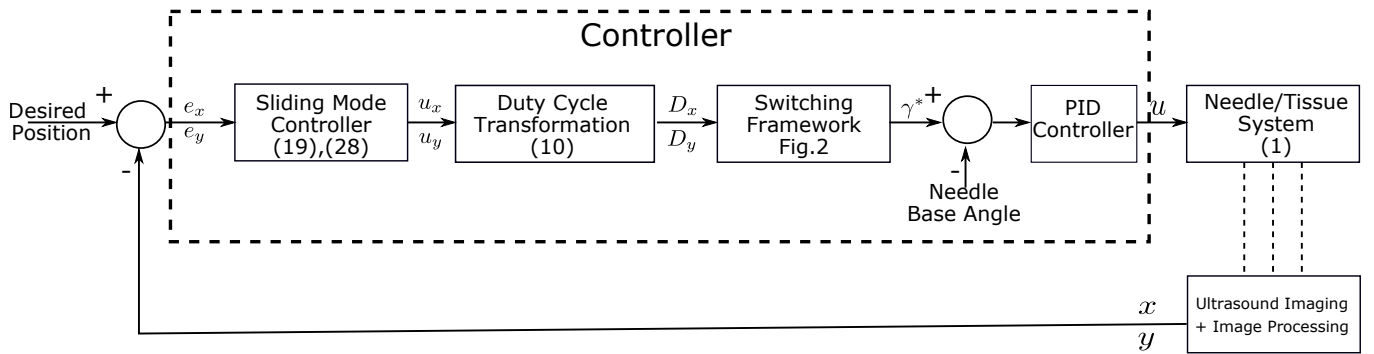 Controller
Desired
Position
+
-
e_x
e_y
Sliding Mode
Controller
(19),(28)
u_x
u_y
Duty Cycle
Transformation
(10)
D_x
D_y
Switching
Framework
Fig.2
γ*
+
-
Needle
Base Angle
PID
Controller
u
Needle/Tissue
System
(1)
Ultrasound Imaging
+ Image Processing
x
y